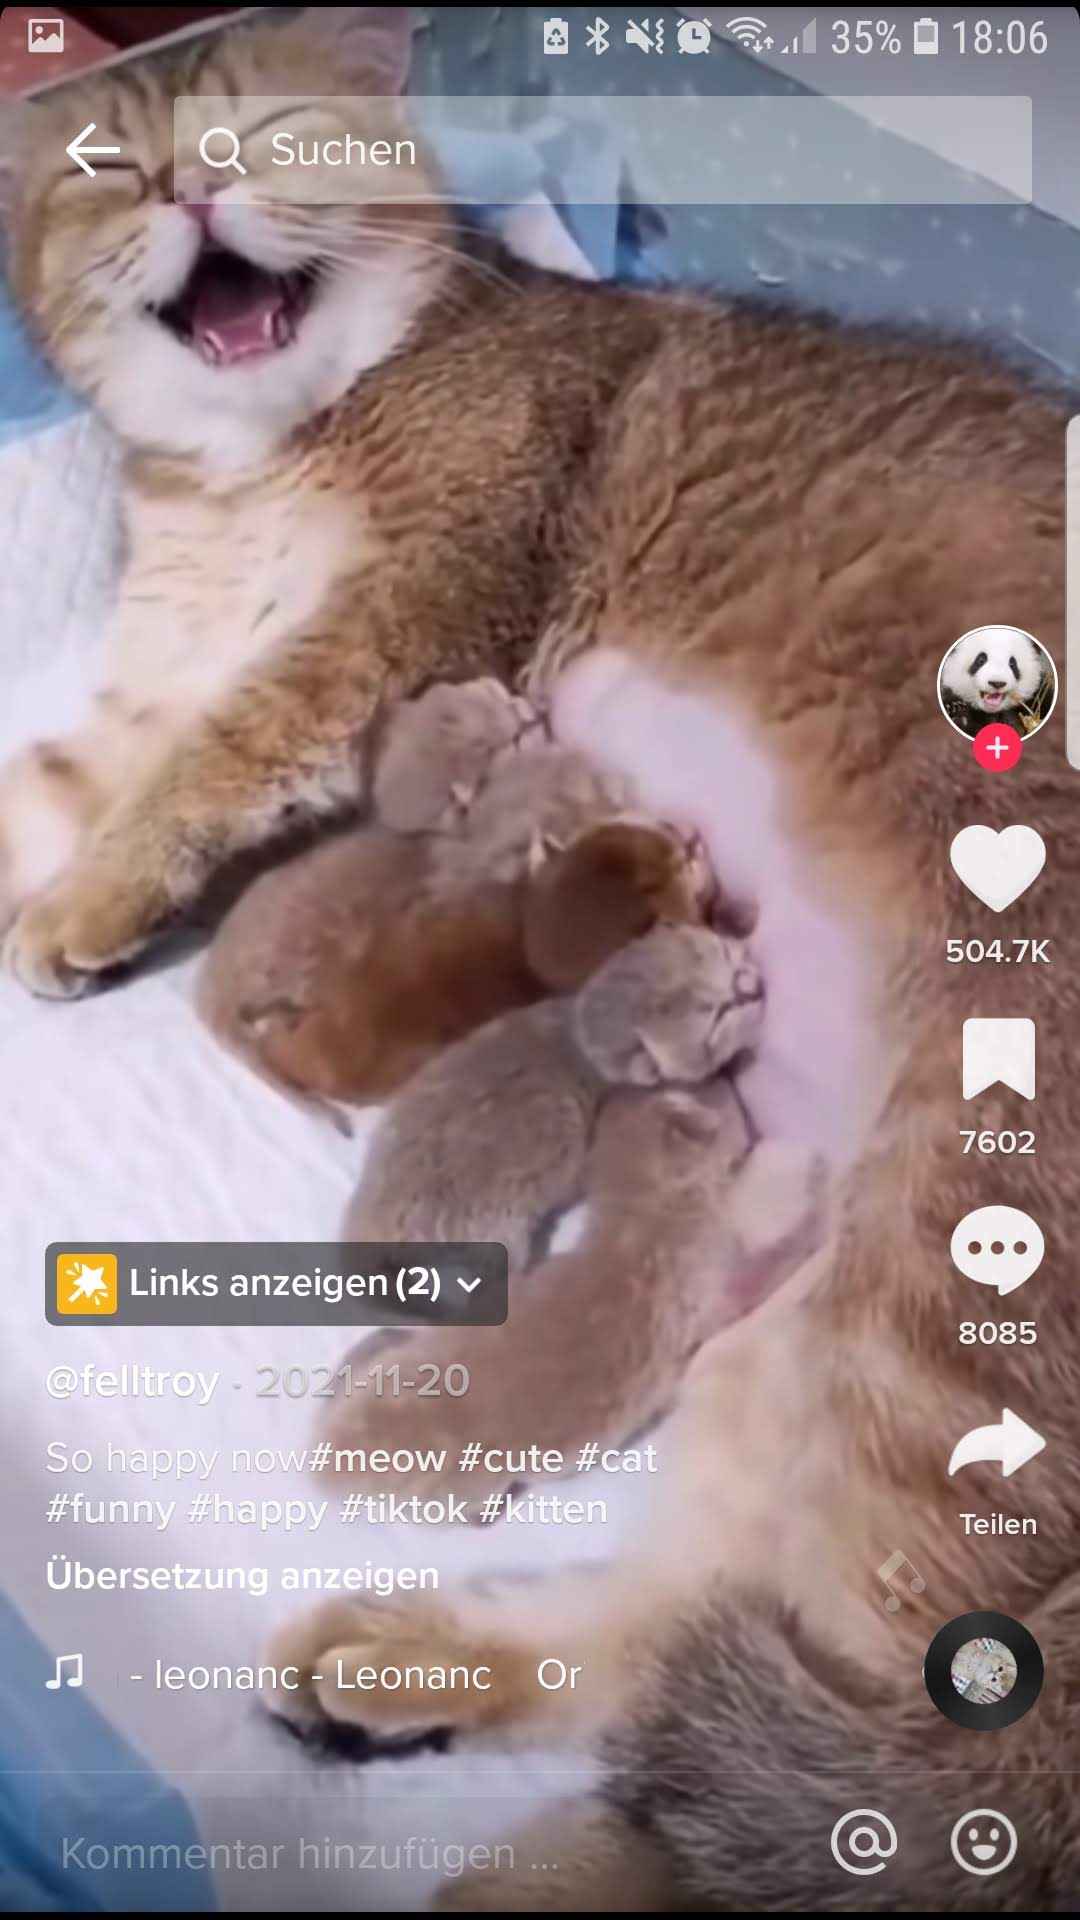 35% 18:06
Suchen
504.7K
7602
8085
Links anzeigen (2)
@felltroy · 2021-11-20
So happy now#meow #cute #cat
#funny #happy #tiktok #kitten
Teilen
Übersetzung anzeigen
- leonanc - Leonanc Or
Kommentar hinzufügen ...